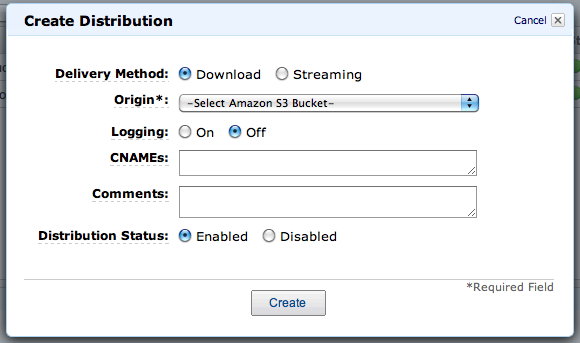 Create Distribution
Cancel
Delivery Method: Download Streaming
Origin*: -Select Amazon S3 Bucket-
Logging: On Off
CNAMEs:
Comments:
Distribution Status: Enabled Disabled
*Required Field
Create